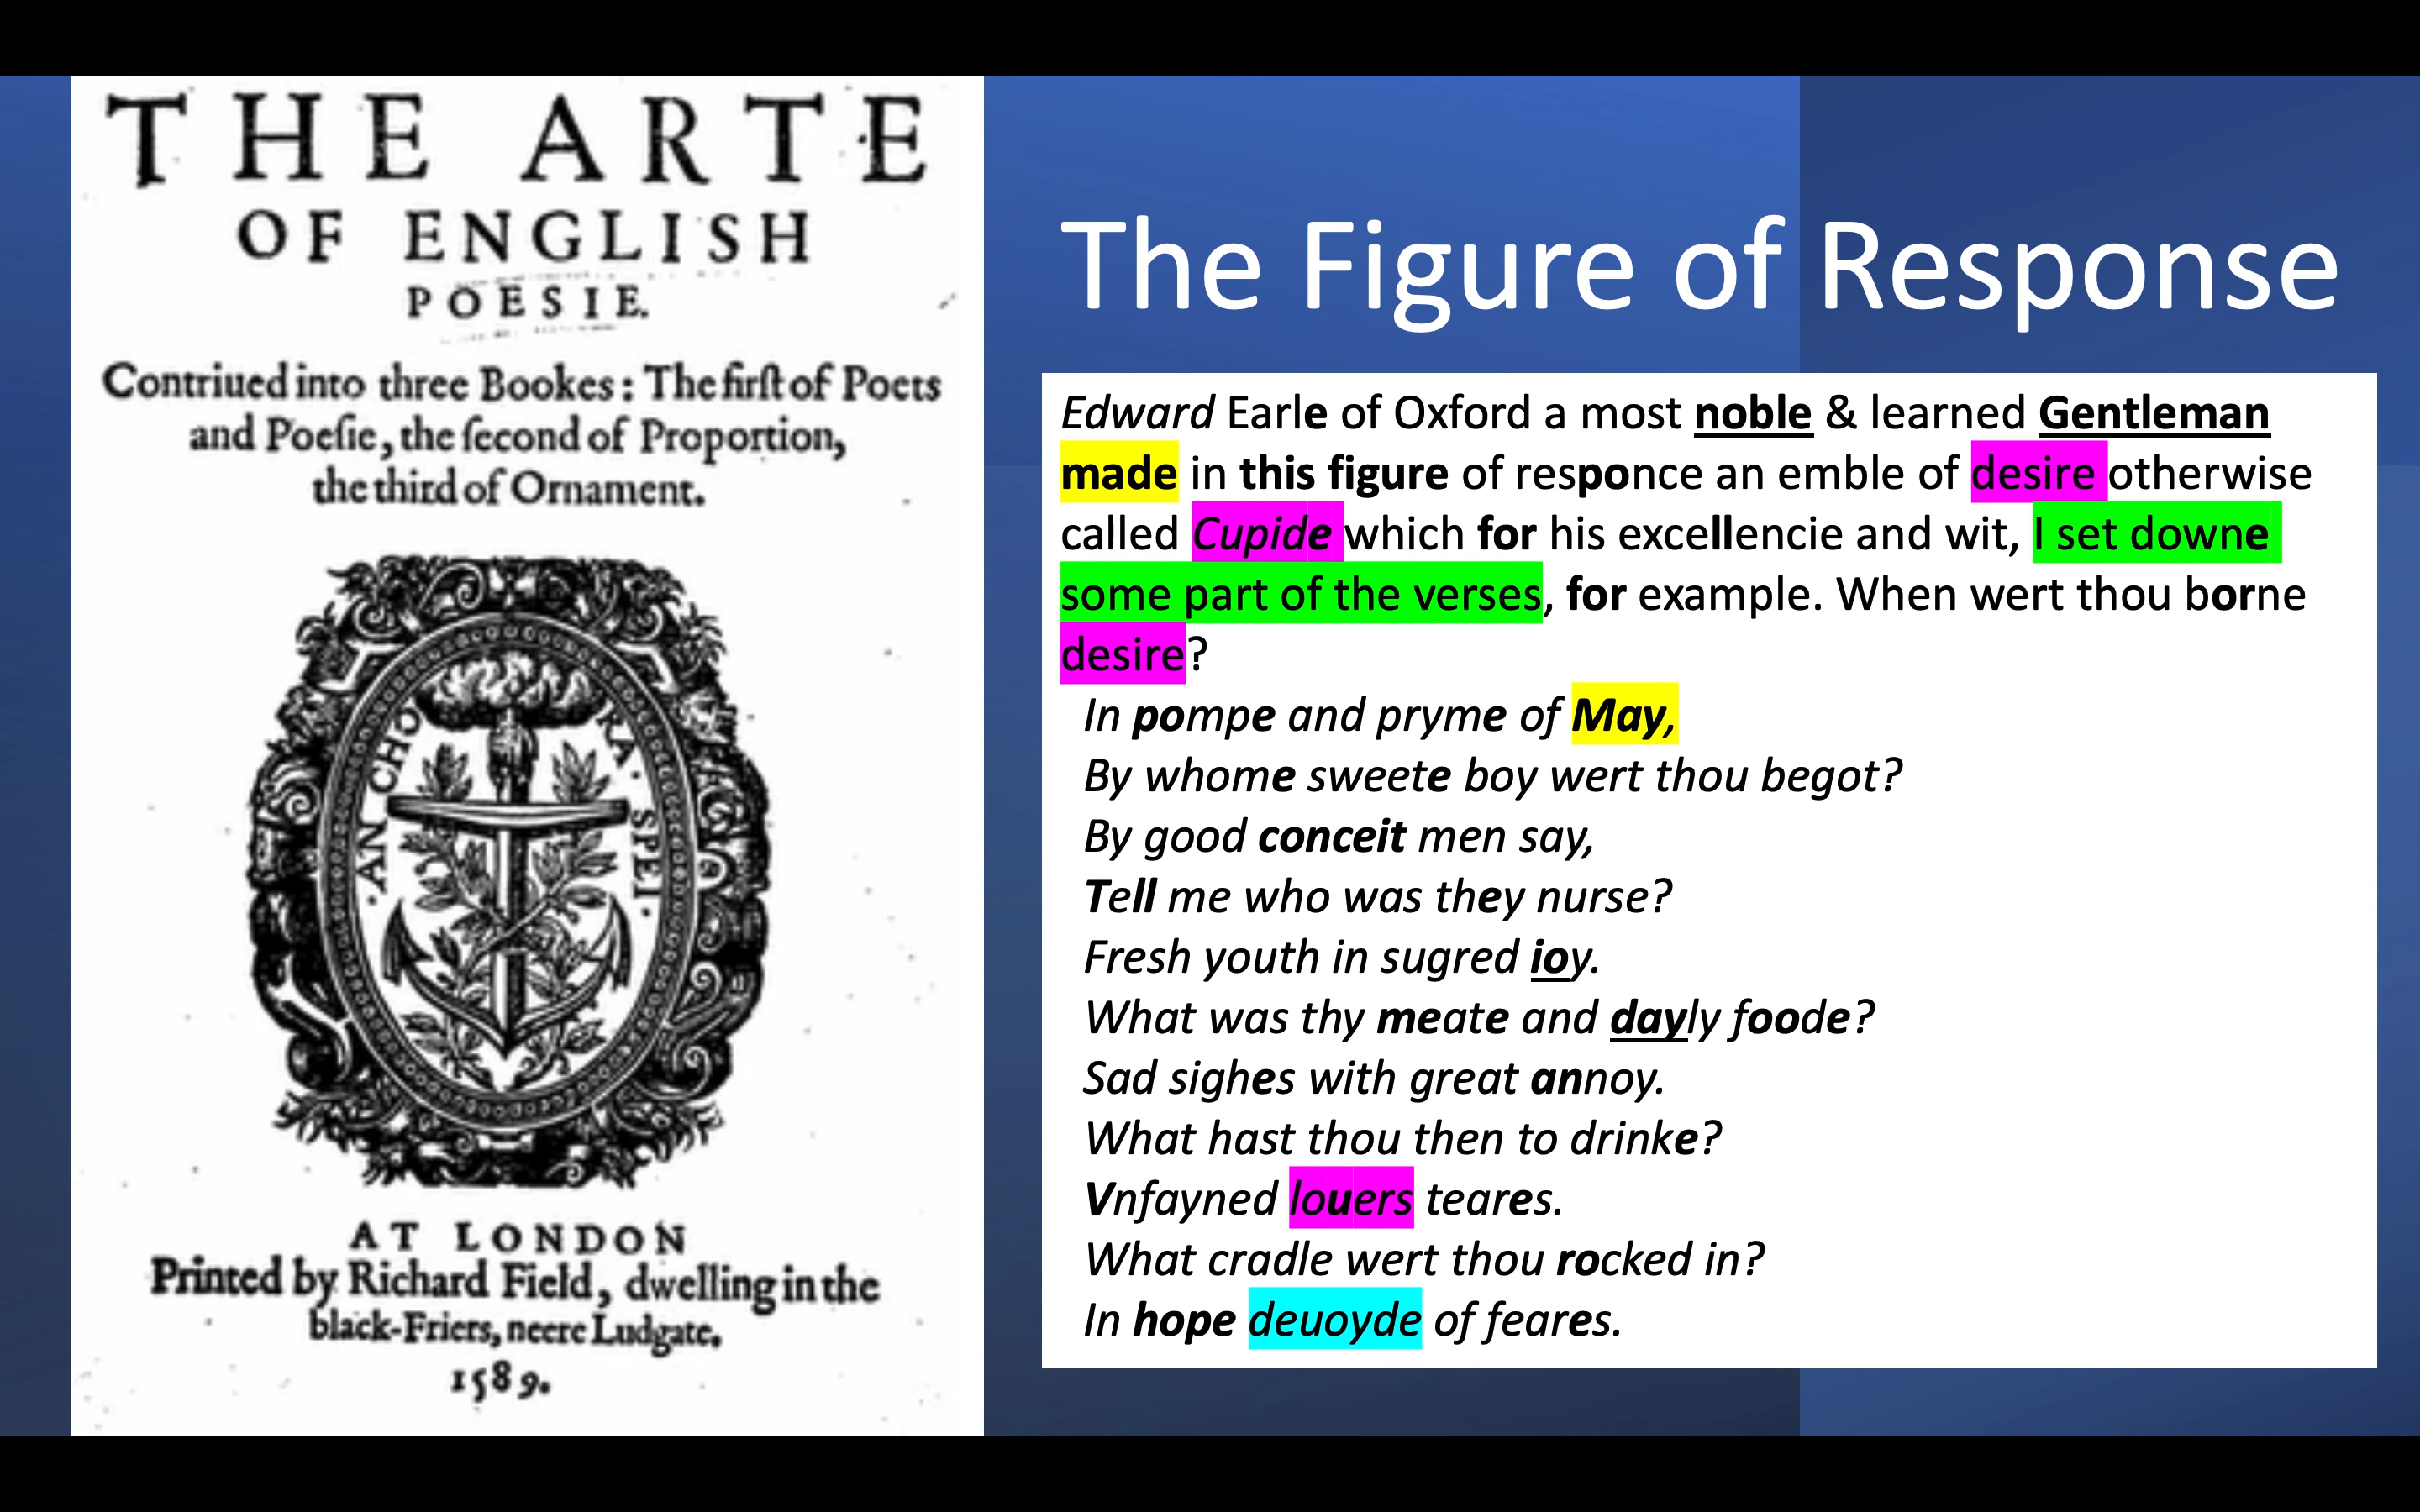 THE ARTE
OF ENGLISH
POESIE.
Contriued into three Bookes: The first of Poets
and Poesie, the second of Proportion,
the third of Ornament.
ANCHORA SPEI
AT LONDON
Printed by Richard Field, dwelling in the
black-Friers, neere Ludgate.
1589.
The Figure of Response
Edward Earle of Oxford a most noble & learned Gentleman
made in this figure of responce an emble of desire otherwise
called Cupide which for his excellencie and wit, I set downe
some part of the verses, for example. When wert thou borne
desire?
In pompe and pryme of May,
By whome sweete boy wert thou begot?
By good conceit men say,
Tell me who was they nurse?
Fresh youth in sugred ioy.
What was thy meate and dayly foode?
Sad sighes with great annoy.
What hast thou then to drinke?
Vnfayned louers teares.
What cradle wert thou rocked in?
In hope deuoyde of feares.